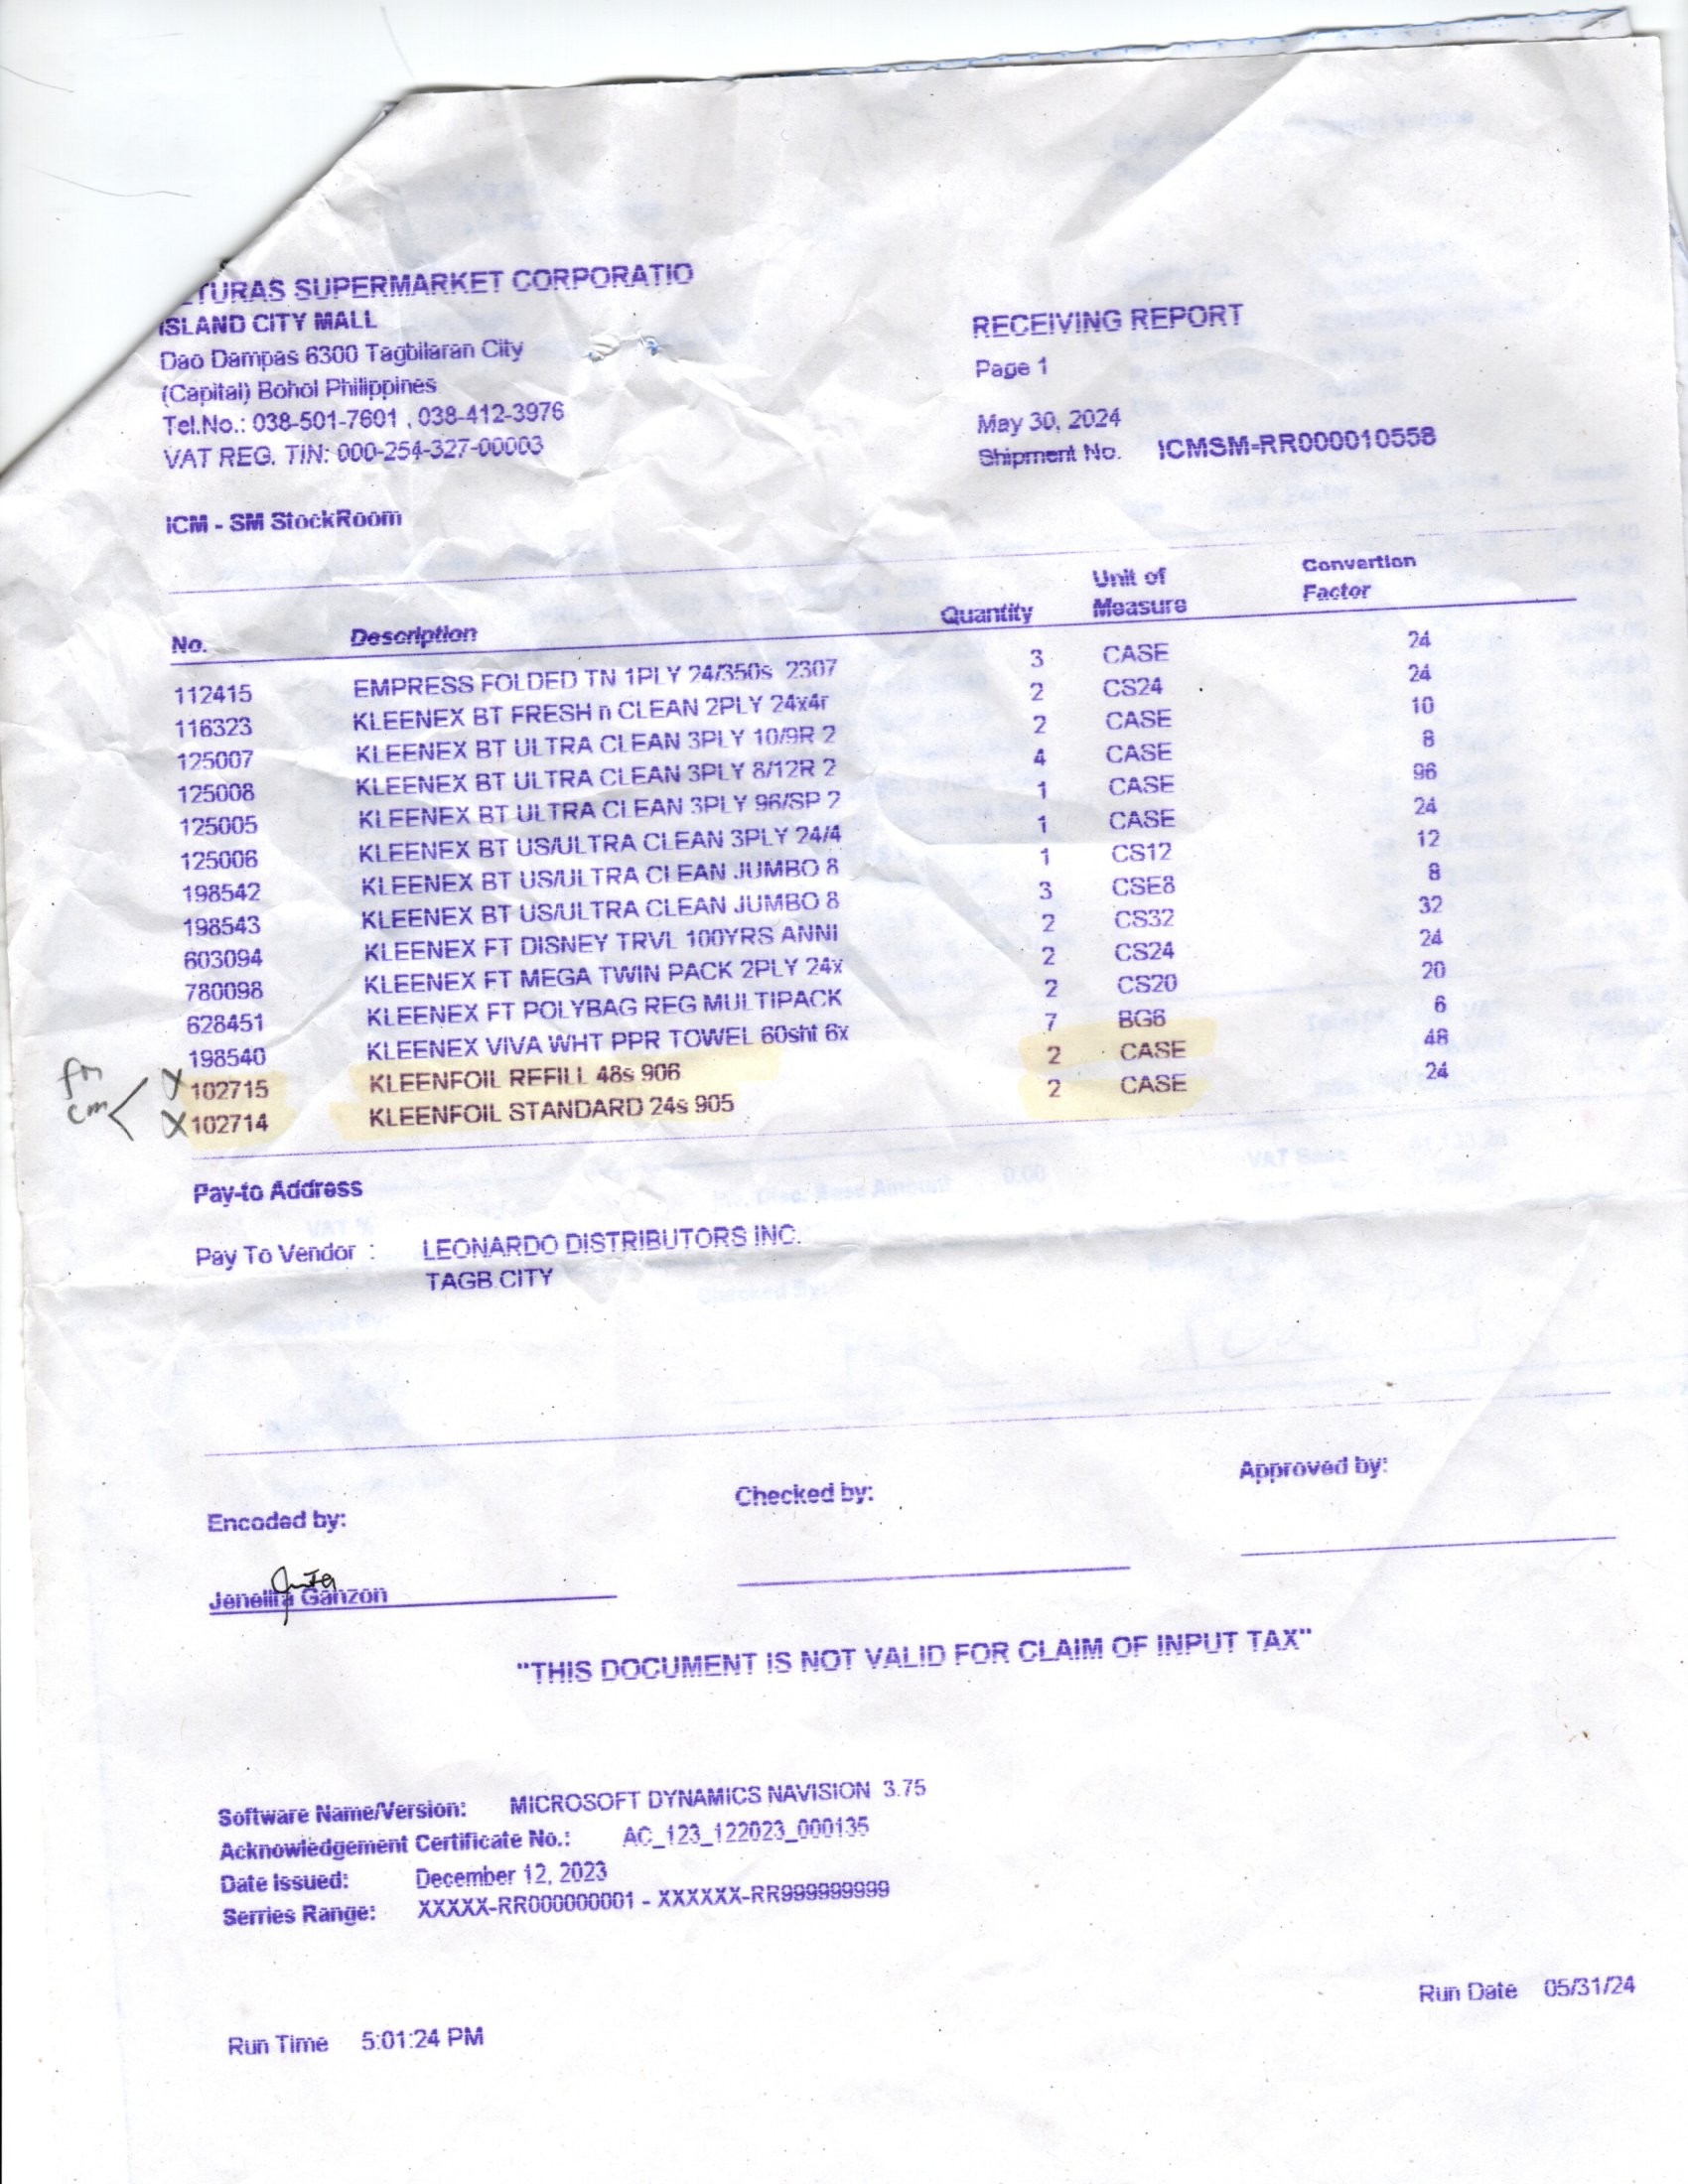 TURAS SUPERMARKET CORPORATIO
ISLAND CITY MALL
Dao Dampas 6300 Tagbilaran City
(Capital) Bohol Philippines
Tel.No.: 038-501-7601 , 038-412-3976
VAT REG. TIN: 000-254-327-00003
RECEIVING REPORT
Page 1
May 30, 2024
Shipment No. ICMSM-RR000010558
ICM - SM StockRoom
No. Description Quantity Unit of Measure Convertion Factor
112415 EMPRESS FOLDED TN 1PLY 24/350s 2307 3 CASE 24
116323 KLEENEX BT FRESH n CLEAN 2PLY 24x4r 2 CS24 24
125007 KLEENEX BT ULTRA CLEAN 3PLY 10/9R 2 2 CASE 10
125008 KLEENEX BT ULTRA CLEAN 3PLY 8/12R 2 4 CASE 8
125005 KLEENEX BT ULTRA CLEAN 3PLY 96/SP 2 1 CASE 96
125006 KLEENEX BT US/ULTRA CLEAN 3PLY 24/4 1 CASE 24
198542 KLEENEX BT US/ULTRA CLEAN JUMBO 8 1 CS12 12
198543 KLEENEX BT US/ULTRA CLEAN JUMBO 8 3 CSE8 8
603094 KLEENEX FT DISNEY TRVL 100YRS ANNI 2 CS32 32
780098 KLEENEX FT MEGA TWIN PACK 2PLY 24x 2 CS24 24
628451 KLEENEX FT POLYBAG REG MULTIPACK 2 CS20 20
198540 KLEENEX VIVA WHT PPR TOWEL 60sht 6x 7 BG6 6
for cm
X 102715 KLEENFOIL REFILL 48s 906 2 CASE 48
X 102714 KLEENFOIL STANDARD 24s 905 2 CASE 24
Pay-to Address
Pay To Vendor : LEONARDO DISTRIBUTORS INC.
TAGB.CITY
Encoded by: Checked by: Approved by:
Jenelita Ganzon
"THIS DOCUMENT IS NOT VALID FOR CLAIM OF INPUT TAX"
Software Name/Version: MICROSOFT DYNAMICS NAVISION 3.75
Acknowledgement Certificate No.: AC_123_122023_000135
Date Issued: December 12, 2023
Serries Range: XXXXX-RR000000001 - XXXXXX-RR999999999
Run Date 05/31/24
Run Time 5:01:24 PM